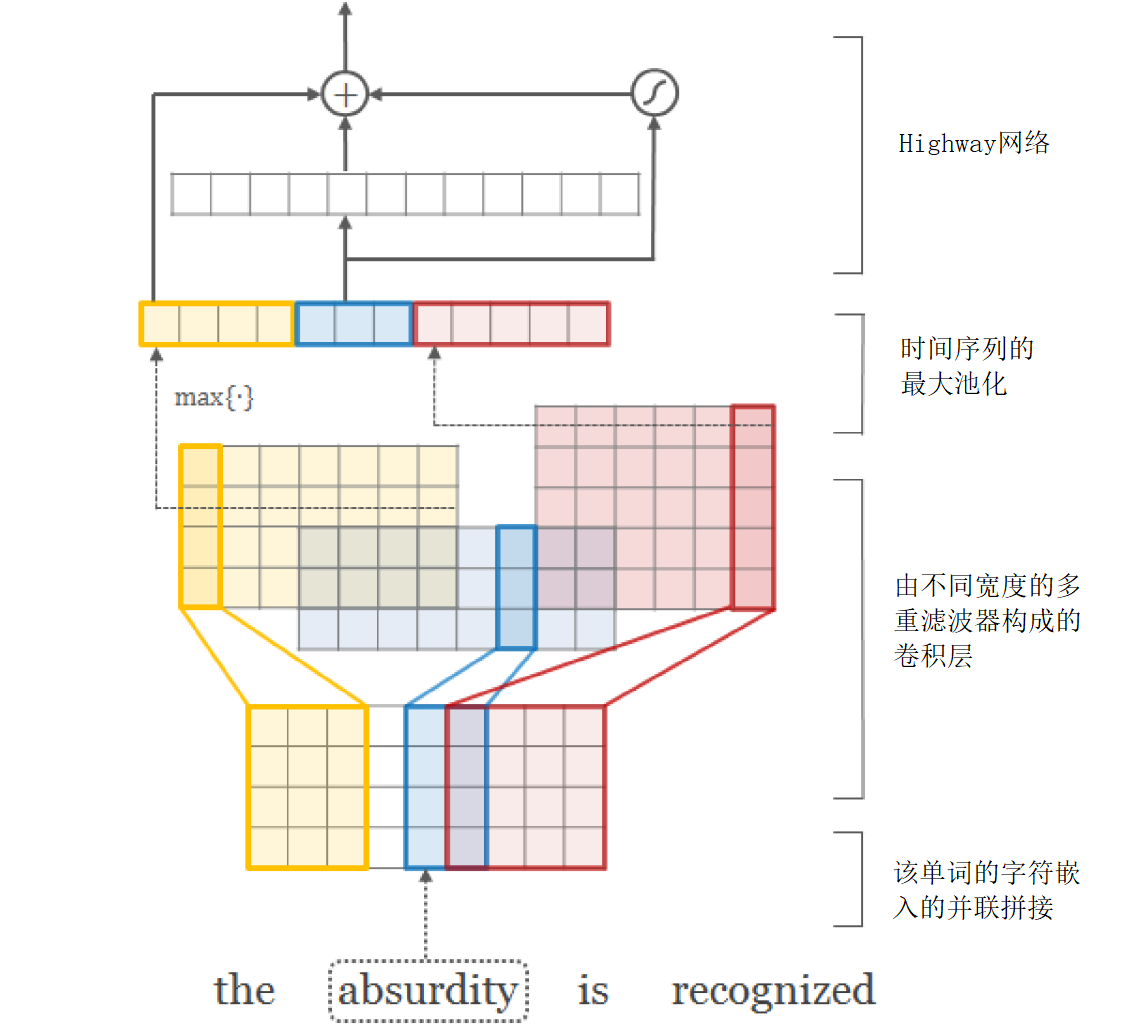 Highway网络
时间序列的
最大池化
max{·}
由不同宽度的多
重滤波器构成的
卷积层
该单词的字符嵌
入的并联拼接
the absurdity is recognized